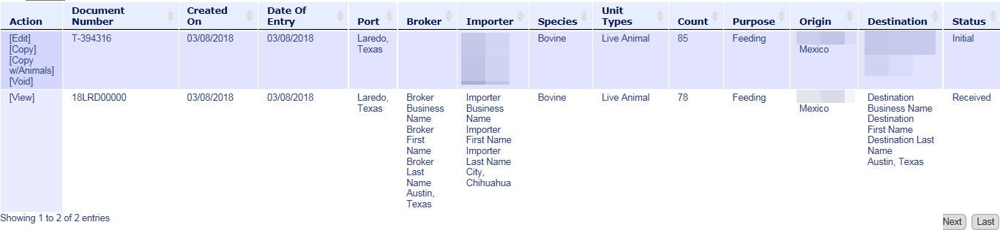 Action Document Number Created On Date Of Entry Port Broker Importer Species Unit Types Count Purpose Origin Destination Status
[Edit] T-394316 03/08/2018 03/08/2018 Laredo, Bovine Live Animal 85 Feeding Initial
[Copy] Texas Mexico
[Copy
w/Animals]
[Void]
[View] 18LRD00000 03/08/2018 03/08/2018 Laredo, Broker Importer Bovine Live Animal 78 Feeding Destination Received
Texas Business Business Mexico Business Name
Name Name Destination
Broker Importer First Name
First First Name Destination Last
Name Importer Name
Broker Last Name Austin, Texas
Last City,
Name Chihuahua
Austin,
Texas
Showing 1 to 2 of 2 entries Next Last